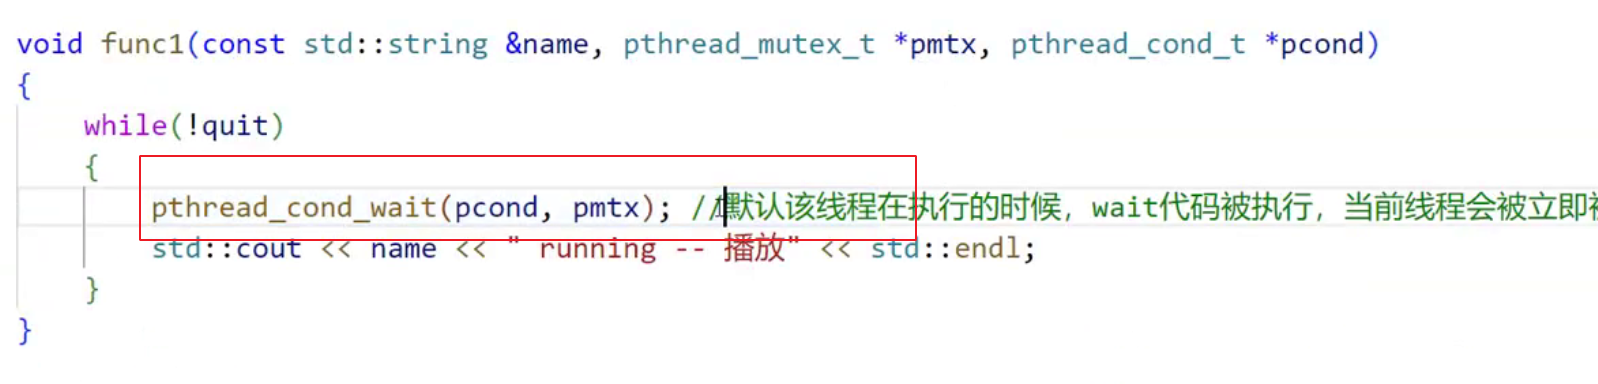 void func1(const std::string &name, pthread_mutex_t *pmtx, pthread_cond_t *pcond)
{
while(!quit)
{
pthread_cond_wait(pcond, pmtx); //默认该线程在执行的时候，wait代码被执行，当前线程会被立即
std::cout << name << " running -- 播放" << std::endl;
}
}